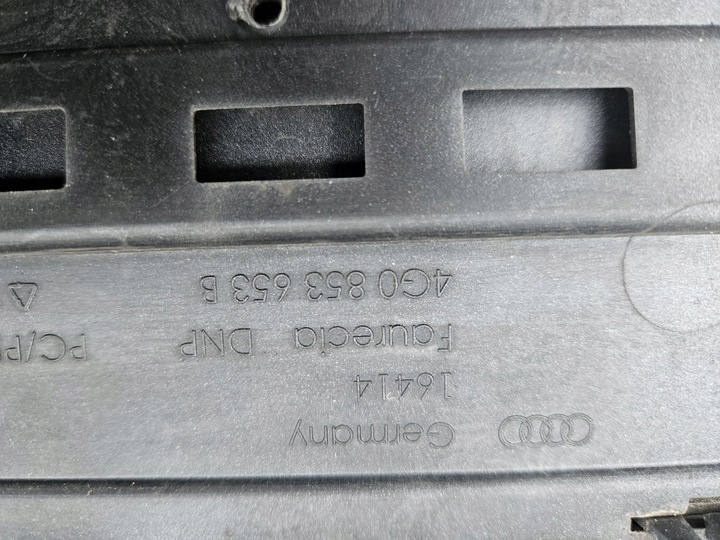 4G0 853 653 B
Faurecia DNP
16414
Germany